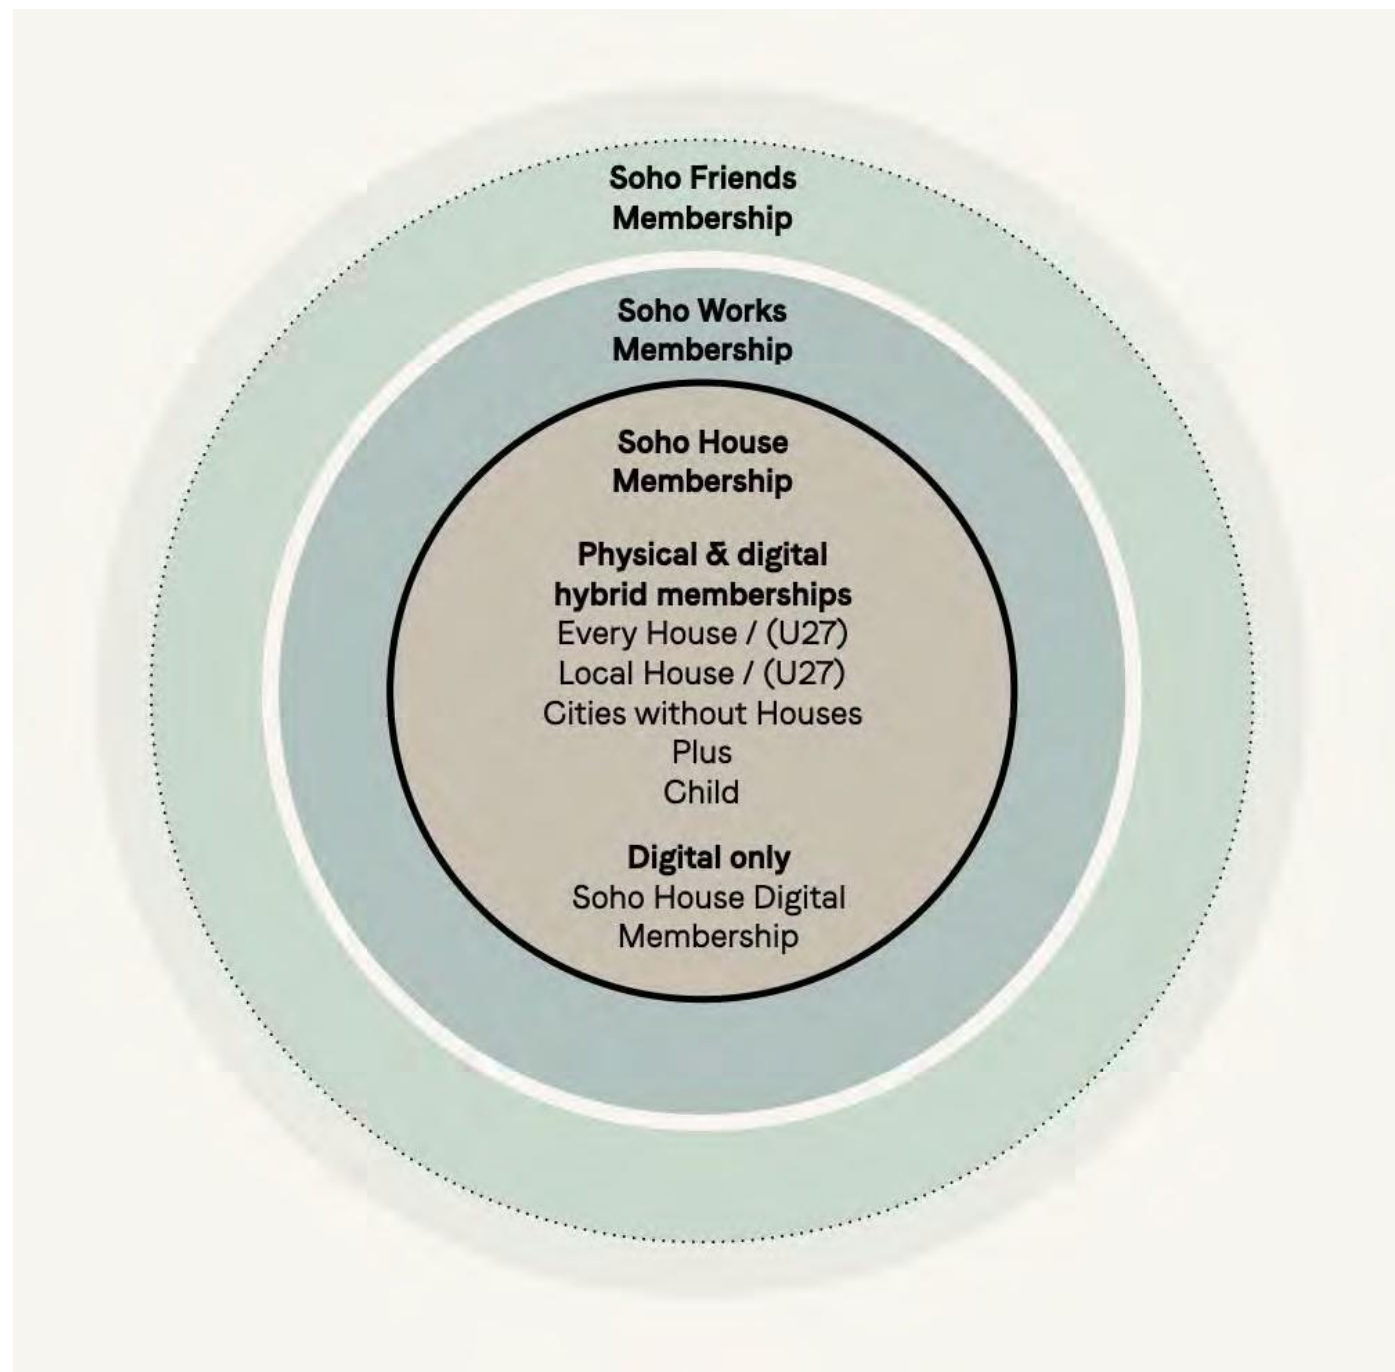 Soho Friends
Membership
Soho Works
Membership
Soho House
Membership
Physical & digital
hybrid memberships
Every House / (U27)
Local House / (U27)
Cities without Houses
Plus
Child
Digital only
Soho House Digital
Membership